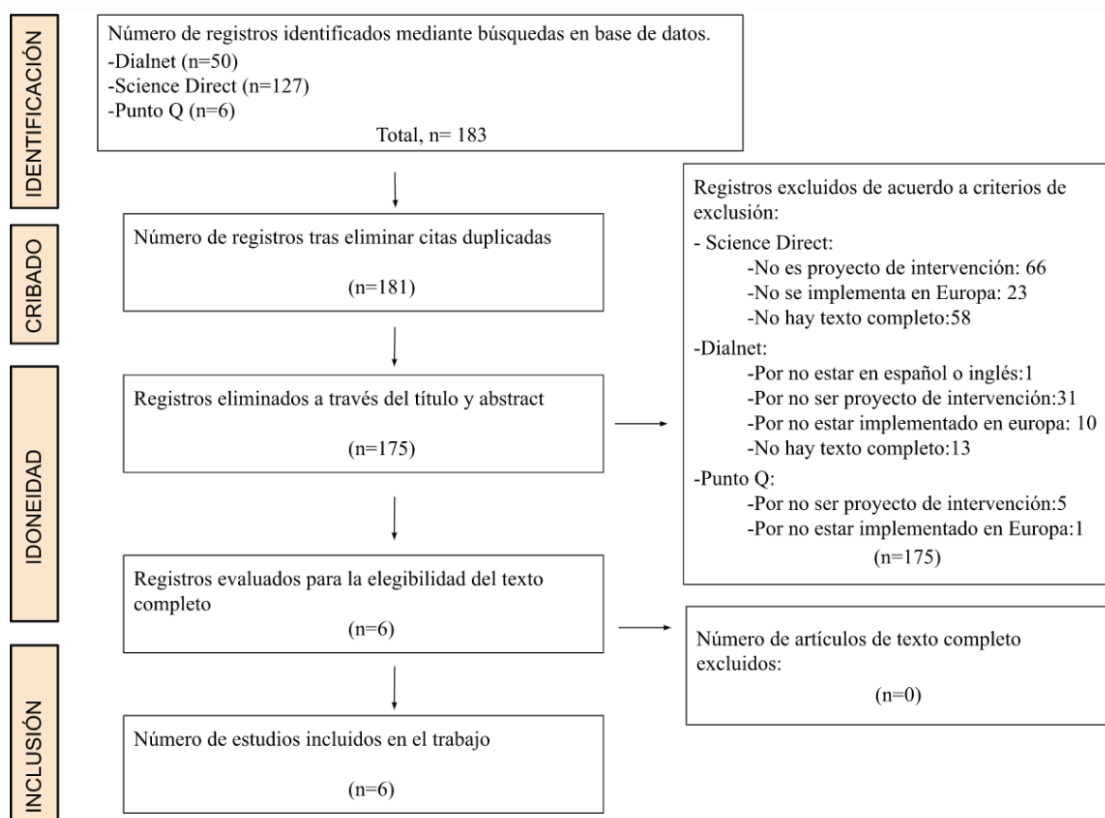 IDENTIFICACIÓN
Número de registros identificados mediante búsquedas en base de datos.
-Dialnet (n=50)
-Science Direct (n=127)
-Punto Q (n=6)
Total, n= 183
CRIBADO
Número de registros tras eliminar citas duplicadas
(n=181)
IDONEIDAD
Registros eliminados a través del título y abstract
(n=175)
Registros excluidos de acuerdo a criterios de
exclusión:
- Science Direct:
-No es proyecto de intervención: 66
-No se implementa en Europa: 23
-No hay texto completo:58
-Dialnet:
-Por no estar en español o inglés:1
-Por no ser proyecto de intervención:31
-Por no estar implementado en europa: 10
-No hay texto completo:13
-Punto Q:
-Por no ser proyecto de intervención:5
-Por no estar implementado en Europa:1
(n=175)
Registros evaluados para la elegibilidad del texto
completo
(n=6)
Número de artículos de texto completo
excluidos:
(n=0)
INCLUSIÓN
Número de estudios incluidos en el trabajo
(n=6)